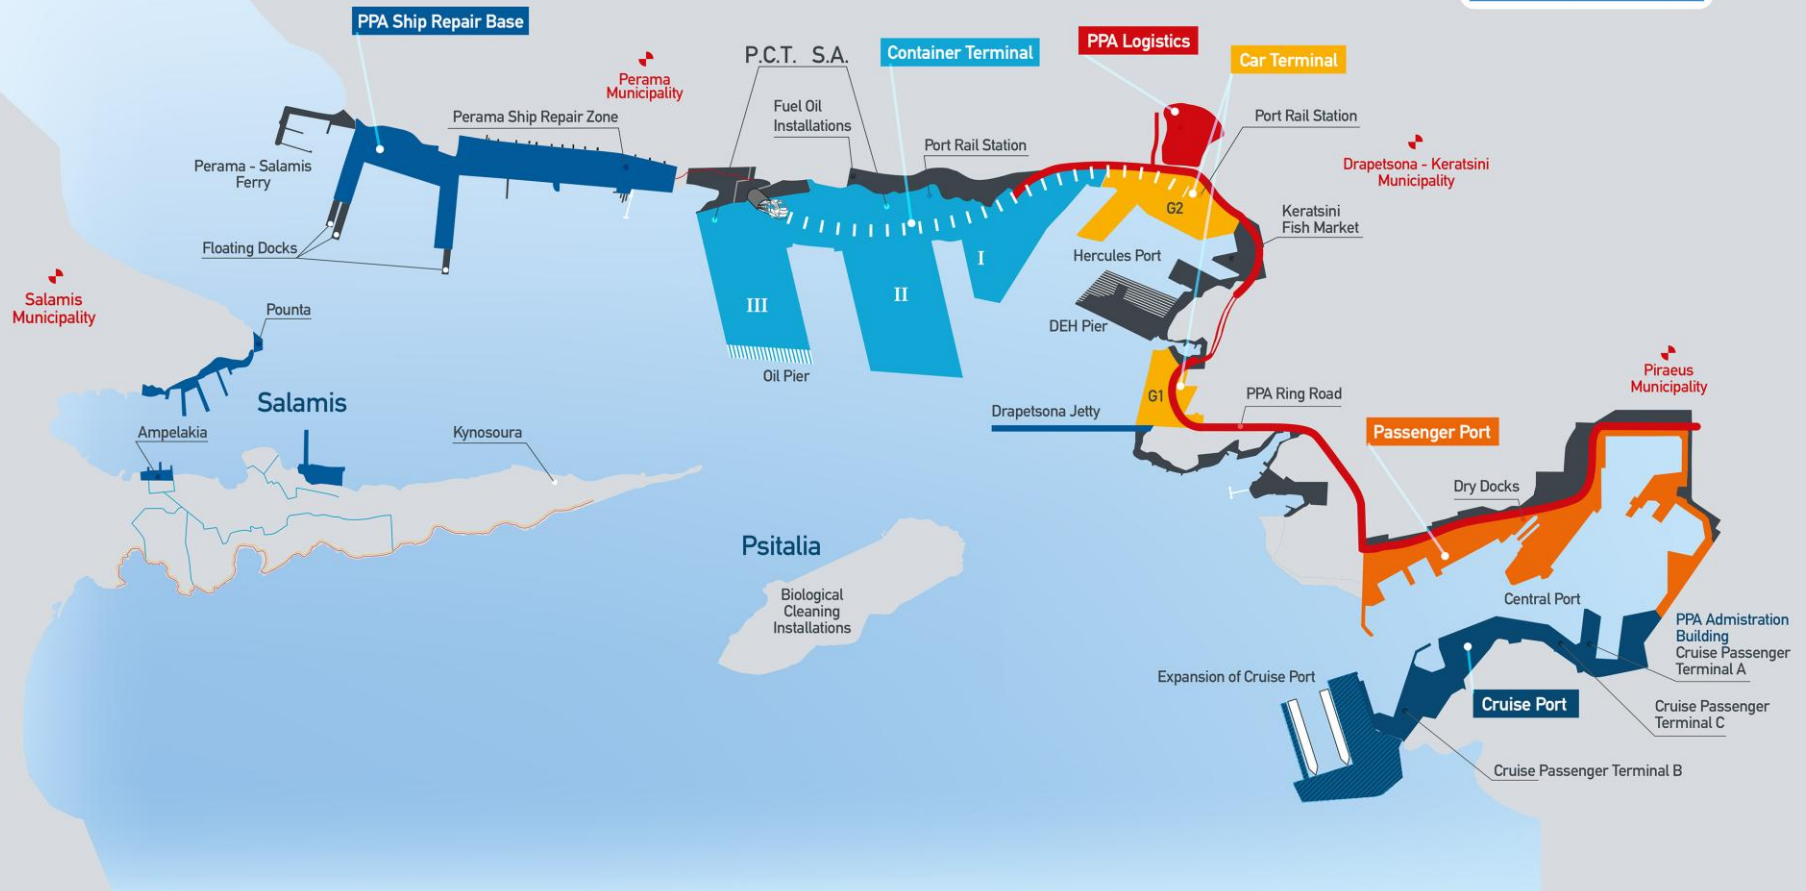 PPA Ship Repair Base
Perama
Municipality
P.C.T. S.A.
Container Terminal
PPA Logistics
Car Terminal
Perama Ship Repair Zone
Fuel Oil
Installations
Port Rail Station
Port Rail Station
Drapetsona - Keratsini
Municipality
Perama - Salamis
Ferry
Floating Docks
G2
Keratsini
Fish Market
Hercules Port
I
II
III
DEH Pier
Oil Pier
Salamis
Municipality
Pounta
Salamis
Ampelakia
Kynosoura
Drapetsona Jetty
G1
PPA Ring Road
Piraeus
Municipality
Passenger Port
Dry Docks
Psitalia
Biological
Cleaning
Installations
Central Port
PPA Admistration
Building
Cruise Passenger
Terminal A
Expansion of Cruise Port
Cruise Port
Cruise Passenger
Terminal C
Cruise Passenger Terminal B